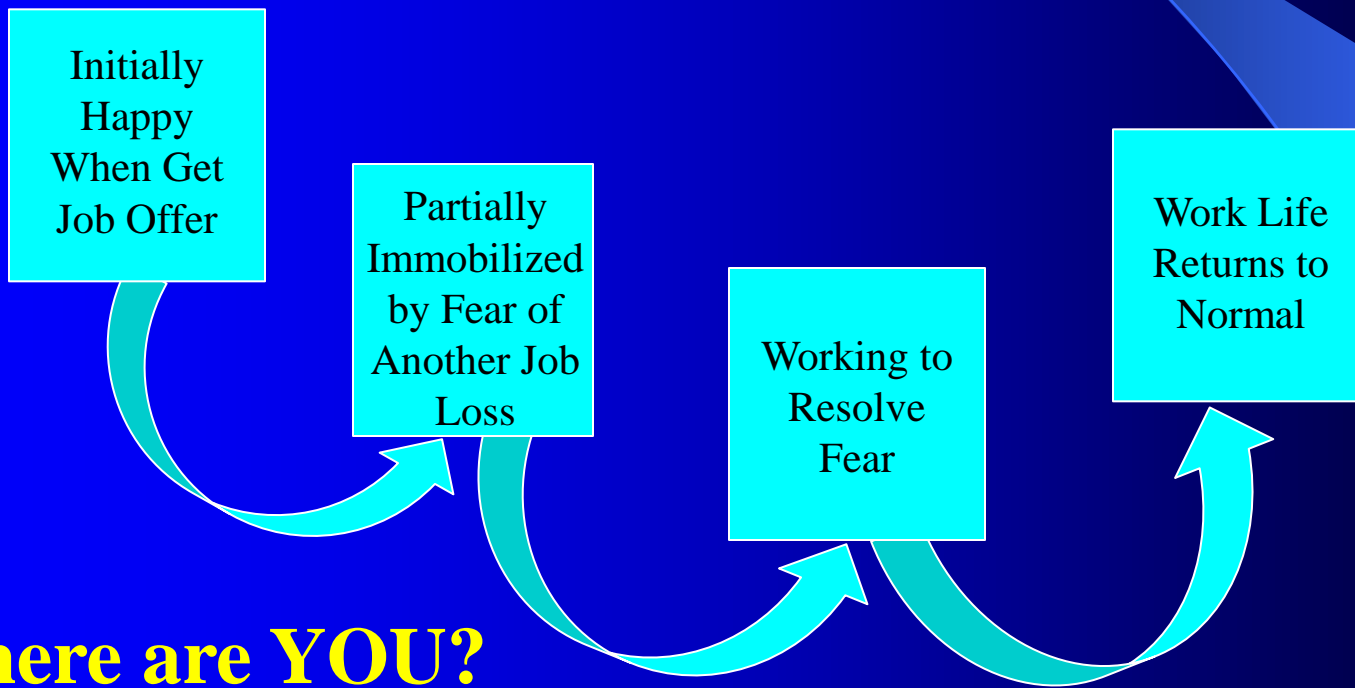 Initially
Happy
When Get
Job Offer
Partially
Immobilized
by Fear of
Another Job
Loss
Working to
Resolve
Fear
Work Life
Returns to
Normal
here are YOU?